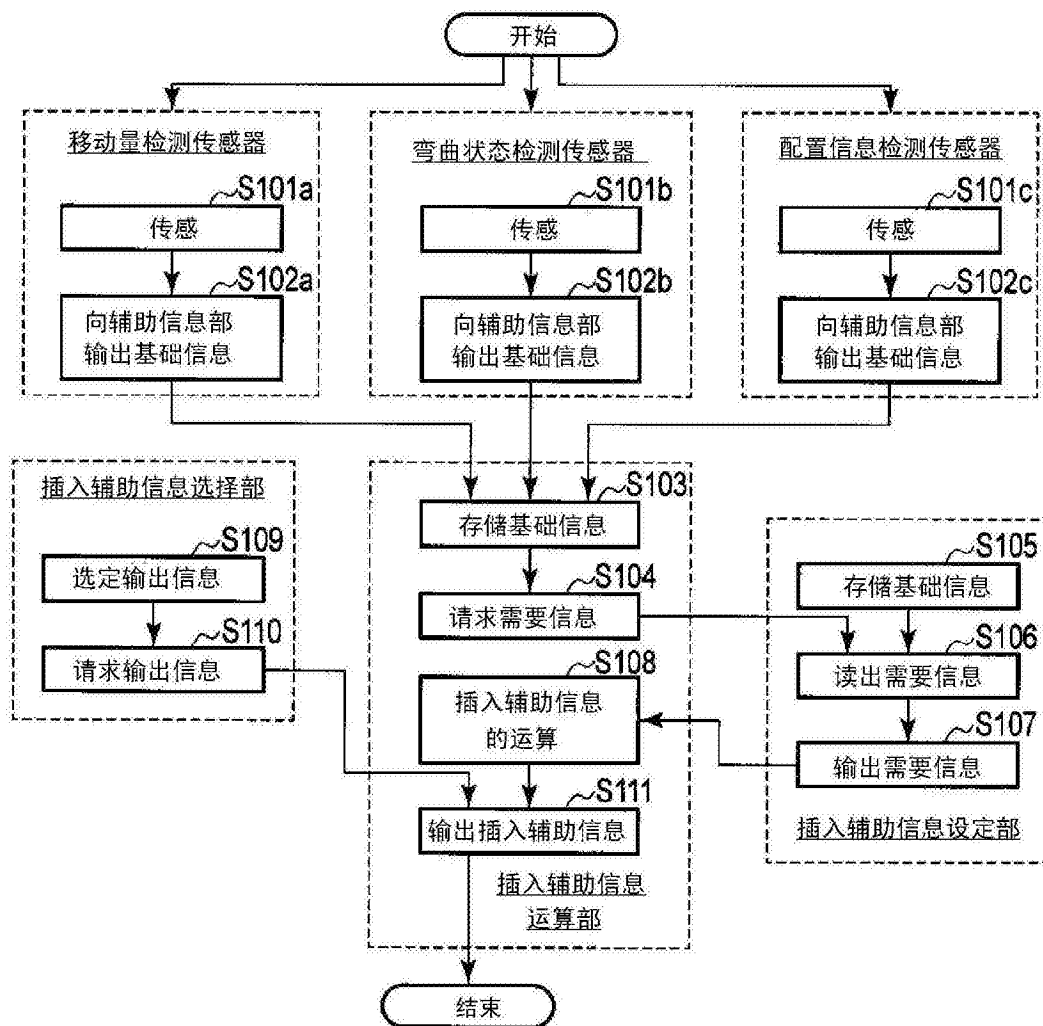 开始
移动量检测传感器
S101a
传感
S102a
向辅助信息部
输出基础信息
弯曲状态检测传感器
S101b
传感
S102b
向辅助信息部
输出基础信息
配置信息检测传感器
S101c
传感
S102c
向辅助信息部
输出基础信息
插入辅助信息选择部
S109
选定输出信息
S110
请求输出信息
S103
存储基础信息
S104
请求需要信息
S108
插入辅助信息
的运算
S111
输出插入辅助信息
插入辅助信息
运算部
S105
存储基础信息
S106
读出需要信息
S107
输出需要信息
插入辅助信息设定部
结束